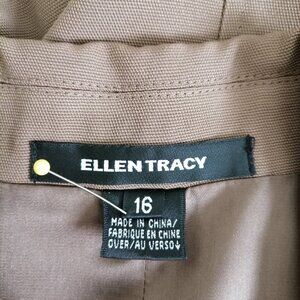 ELLEN TRACY
16
MADE IN CHINA/
FABRIQUE EN CHINE
OVER/AU VERSO↓